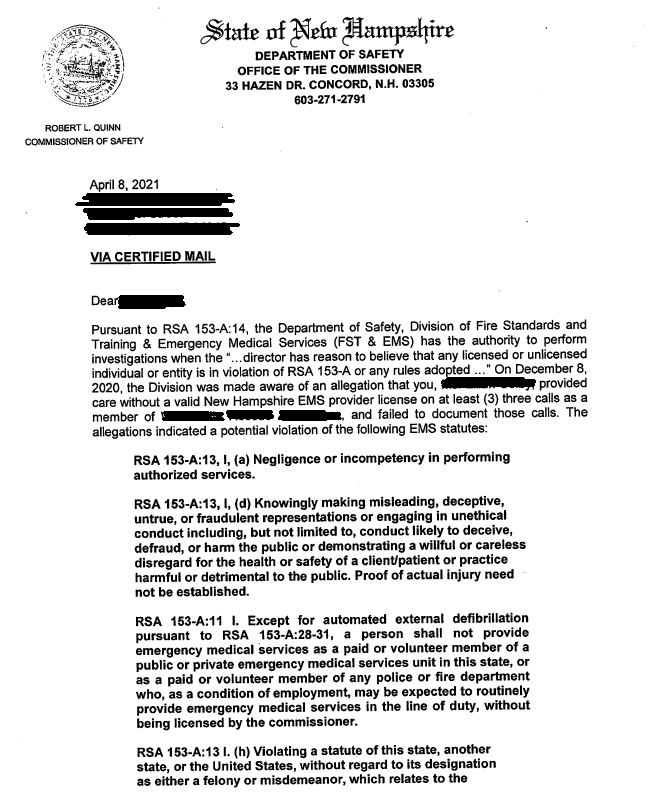 State of New Hampshire
DEPARTMENT OF SAFETY
OFFICE OF THE COMMISSIONER
33 HAZEN DR. CONCORD, N.H. 03305
603-271-2791
ROBERT L. QUINN
COMMISSIONER OF SAFETY
April 8, 2021
VIA CERTIFIED MAIL
Dear
Pursuant to RSA 153-A:14, the Department of Safety, Division of Fire Standards and
Training & Emergency Medical Services (FST & EMS) has the authority to perform
investigations when the “…director has reason to believe that any licensed or unlicensed
individual or entity is in violation of RSA 153-A or any rules adopted …” On December 8,
2020, the Division was made aware of an allegation that you, provided
care without a valid New Hampshire EMS provider license on at least (3) three calls as a
member of , and failed to document those calls. The
allegations indicated a potential violation of the following EMS statutes:
RSA 153-A:13, I, (a) Negligence or incompetency in performing
authorized services.
RSA 153-A:13, I, (d) Knowingly making misleading, deceptive,
untrue, or fraudulent representations or engaging in unethical
conduct including, but not limited to, conduct likely to deceive,
defraud, or harm the public or demonstrating a willful or careless
disregard for the health or safety of a client/patient or practice
harmful or detrimental to the public. Proof of actual injury need
not be established.
RSA 153-A:11 I. Except for automated external defibrillation
pursuant to RSA 153-A:28-31, a person shall not provide
emergency medical services as a paid or volunteer member of a
public or private emergency medical services unit in this state, or
as a paid or volunteer member of any police or fire department
who, as a condition of employment, may be expected to routinely
provide emergency medical services in the line of duty, without
being licensed by the commissioner.
RSA 153-A:13 I. (h) Violating a statute of this state, another
state, or the United States, without regard to its designation
as either a felony or misdemeanor, which relates to the